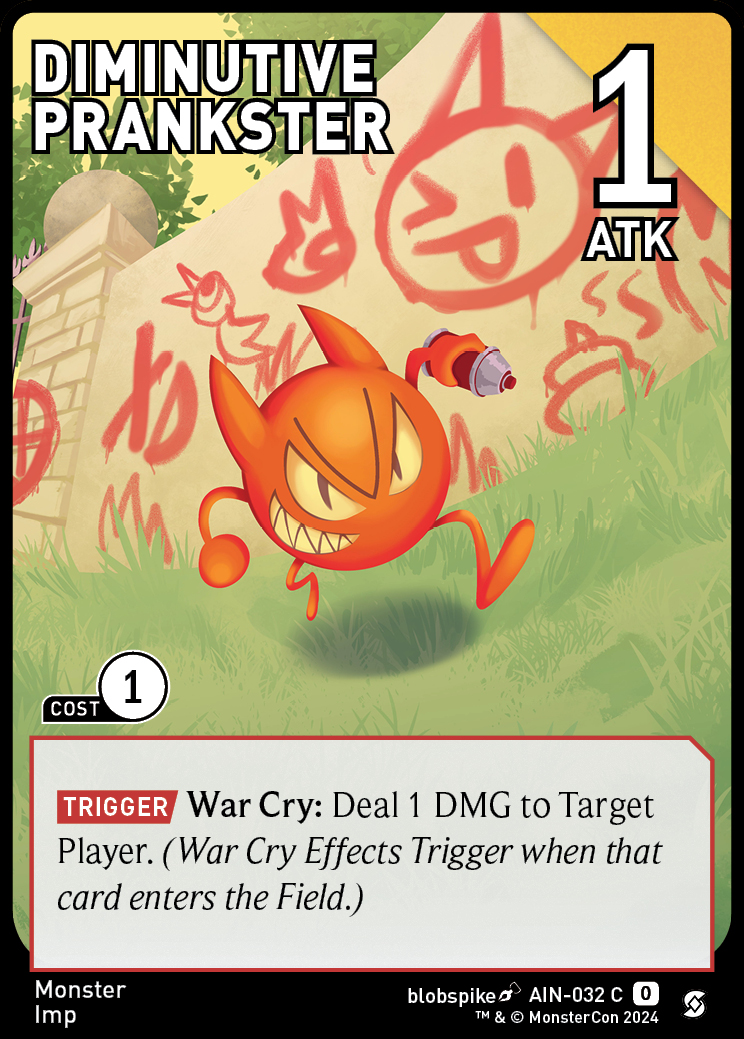 DIMINUTIVE
PRANKSTER
1
ATK
COST 1
TRIGGER War Cry: Deal 1 DMG to Target
Player. (War Cry Effects Trigger when that
card enters the Field.)
Monster
Imp
blobspike AIN-032 C 0
™ & © MonsterCon 2024